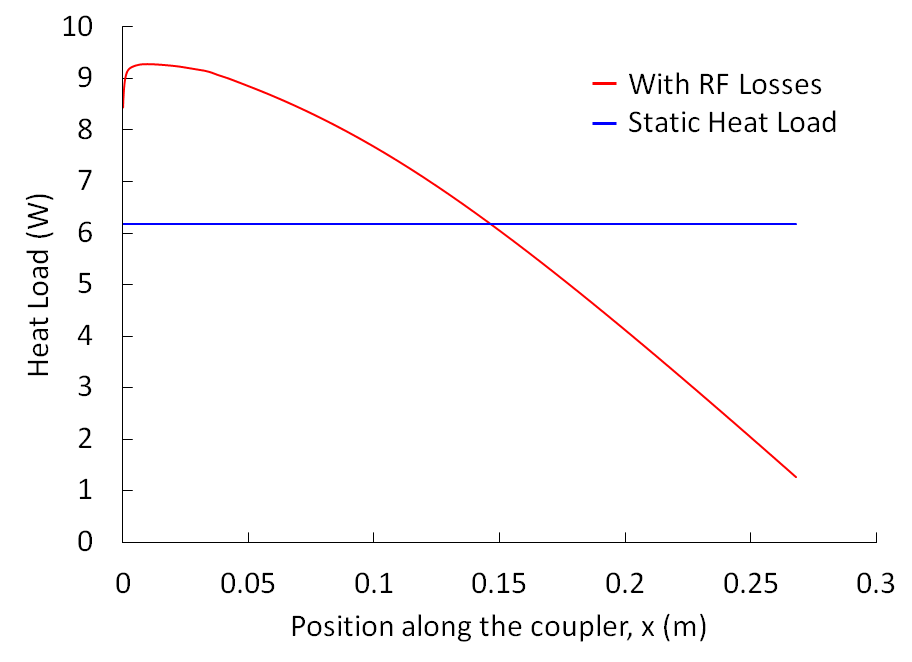 10
9
8
7
6
5
4
3
2
1
0
Heat Load (W)
With RF Losses
Static Heat Load
0 0.05 0.1 0.15 0.2 0.25 0.3
Position along the coupler, x (m)